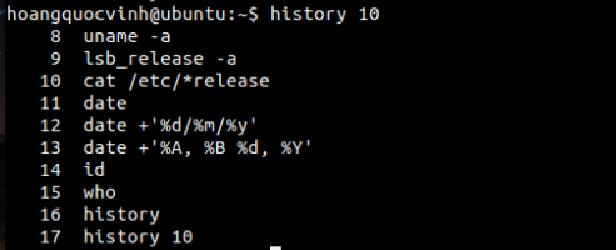 hoangquocvinh@ubuntu:~$ history 10
8 uname -a
9 lsb_release -a
10 cat /etc/*release
11 date
12 date +'%d/%m/%y'
13 date +'%A, %B %d, %Y'
14 id
15 who
16 history
17 history 10